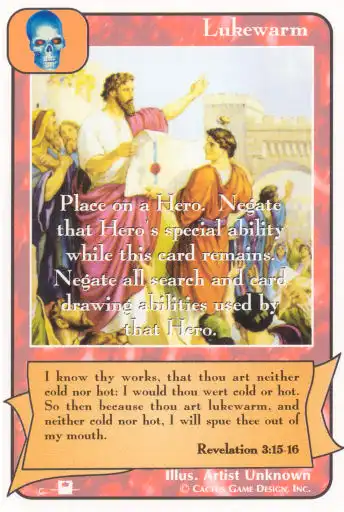 Lukewarm
Place on a Hero. Negate
that Hero's special ability
while this card remains.
Negate all search and card
drawing abilities used by
that Hero.
I know thy works, that thou art neither
cold nor hot: I would thou wert cold or hot.
So then because thou art lukewarm, and
neither cold nor hot, I will spue thee out of
my mouth.
Revelation 3:15-16
Illus. Artist Unknown
© Cactus Game Design, Inc.
C